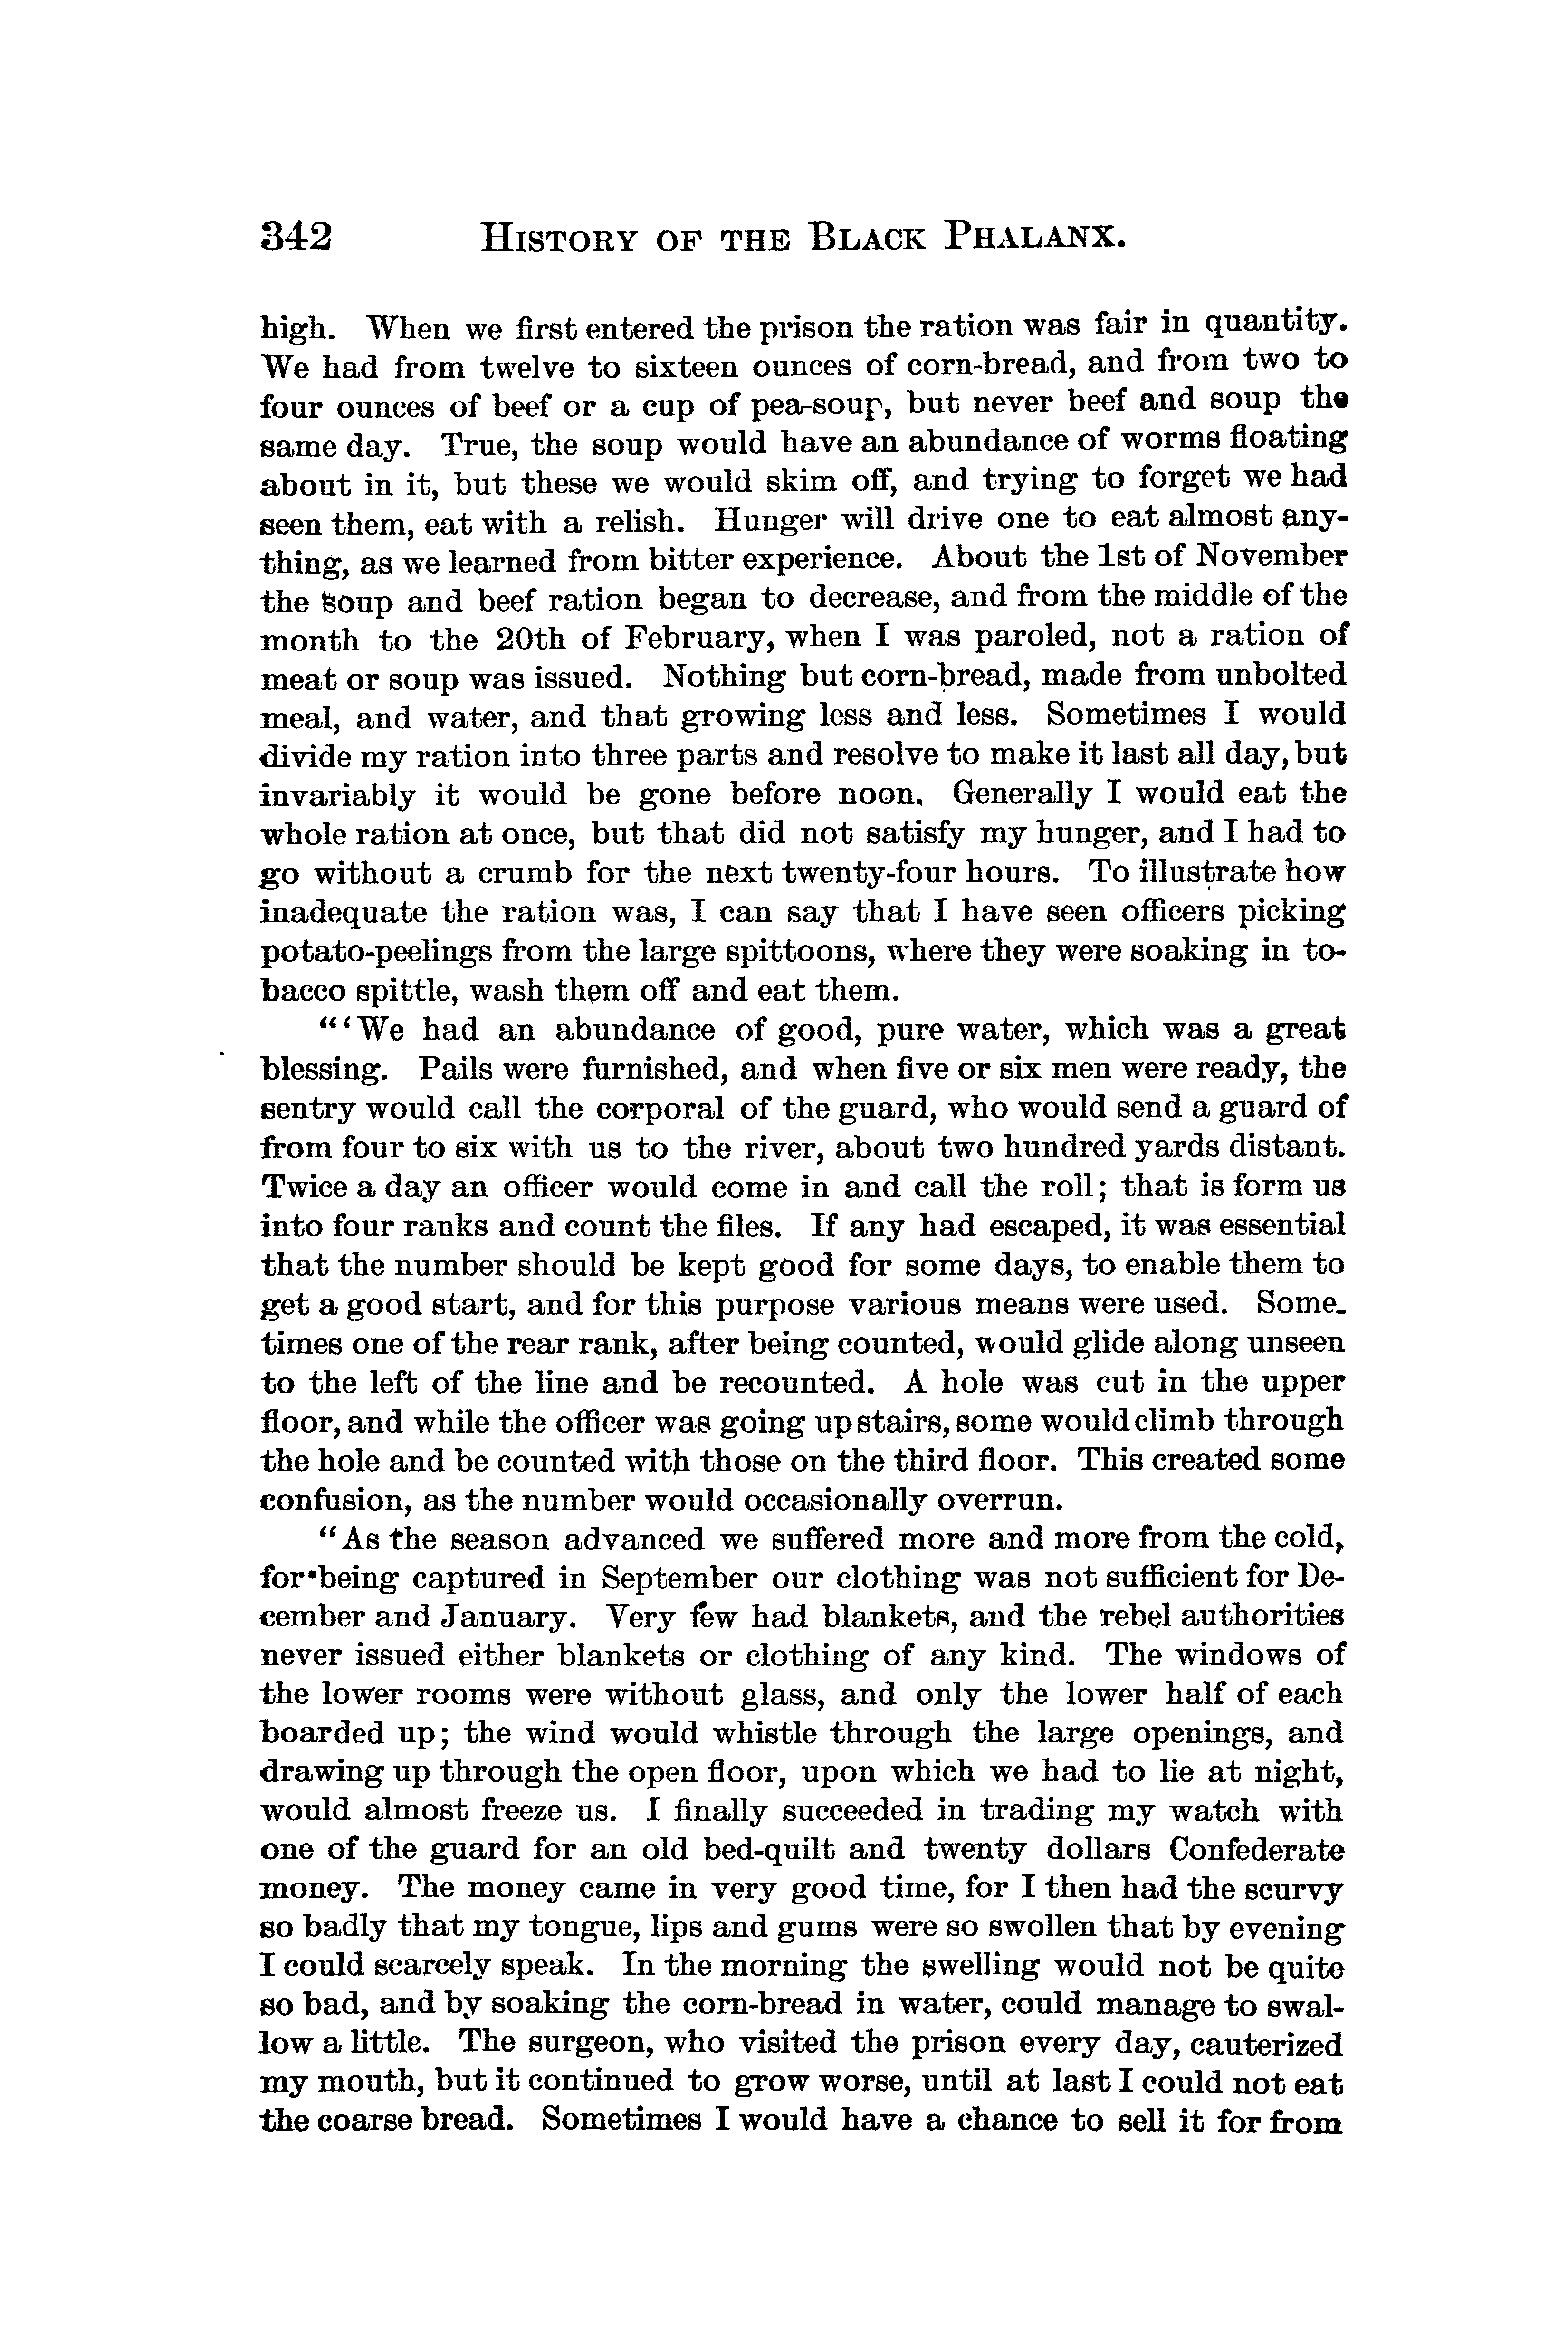 342 HISTORY OF THE BLACK PHALANX.
high. When we first entered the prison the ration was fair in quantity.
We had from twelve to sixteen ounces of corn-bread, and from two to
four ounces of beef or a cup of pea-soup, but never beef and soup the
same day. True, the soup would have an abundance of worms floating
about in it, but these we would skim off, and trying to forget we had
seen them, eat with a relish. Hunger will drive one to eat almost any-
thing, as we learned from bitter experience. About the 1st of November
the soup and beef ration began to decrease, and from the middle of the
month to the 20th of February, when I was paroled, not a ration of
meat or soup was issued. Nothing but corn-bread, made from unbolted
meal, and water, and that growing less and less. Sometimes I would
divide my ration into three parts and resolve to make it last all day, but
invariably it would be gone before noon, Generally I would eat the
whole ration at once, but that did not satisfy my hunger, and I had to
go without a crumb for the next twenty-four hours. To illustrate how
inadequate the ration was, I can say that I have seen officers picking
potato-peelings from the large spittoons, where they were soaking in to-
bacco spittle, wash them off and eat them.
"'We had an abundance of good, pure water, which was a great
blessing. Pails were furnished, and when five or six men were ready, the
sentry would call the corporal of the guard, who would send a guard of
from four to six with us to the river, about two hundred yards distant.
Twice a day an officer would come in and call the roll; that is form us
into four ranks and count the files. If any had escaped, it was essential
that the number should be kept good for some days, to enable them to
get a good start, and for this purpose various means were used. Some-
times one of the rear rank, after being counted, would glide along unseen
to the left of the line and be recounted. A hole was cut in the upper
floor, and while the officer was going up stairs, some would climb through
the hole and be counted with those on the third floor. This created some
confusion, as the number would occasionally overrun.
"As the season advanced we suffered more and more from the cold,
for being captured in September our clothing was not sufficient for De-
cember and January. Very few had blankets, and the rebel authorities
never issued either blankets or clothing of any kind. The windows of
the lower rooms were without glass, and only the lower half of each
boarded up; the wind would whistle through the large openings, and
drawing up through the open floor, upon which we had to lie at night,
would almost freeze us. I finally succeeded in trading my watch with
one of the guard for an old bed-quilt and twenty dollars Confederate
money. The money came in very good time, for I then had the scurvy
so badly that my tongue, lips and gums were so swollen that by evening
I could scarcely speak. In the morning the swelling would not be quite
so bad, and by soaking the corn-bread in water, could manage to swal-
low a little. The surgeon, who visited the prison every day, cauterized
my mouth, but it continued to grow worse, until at last I could not eat
the coarse bread. Sometimes I would have a chance to sell it for from